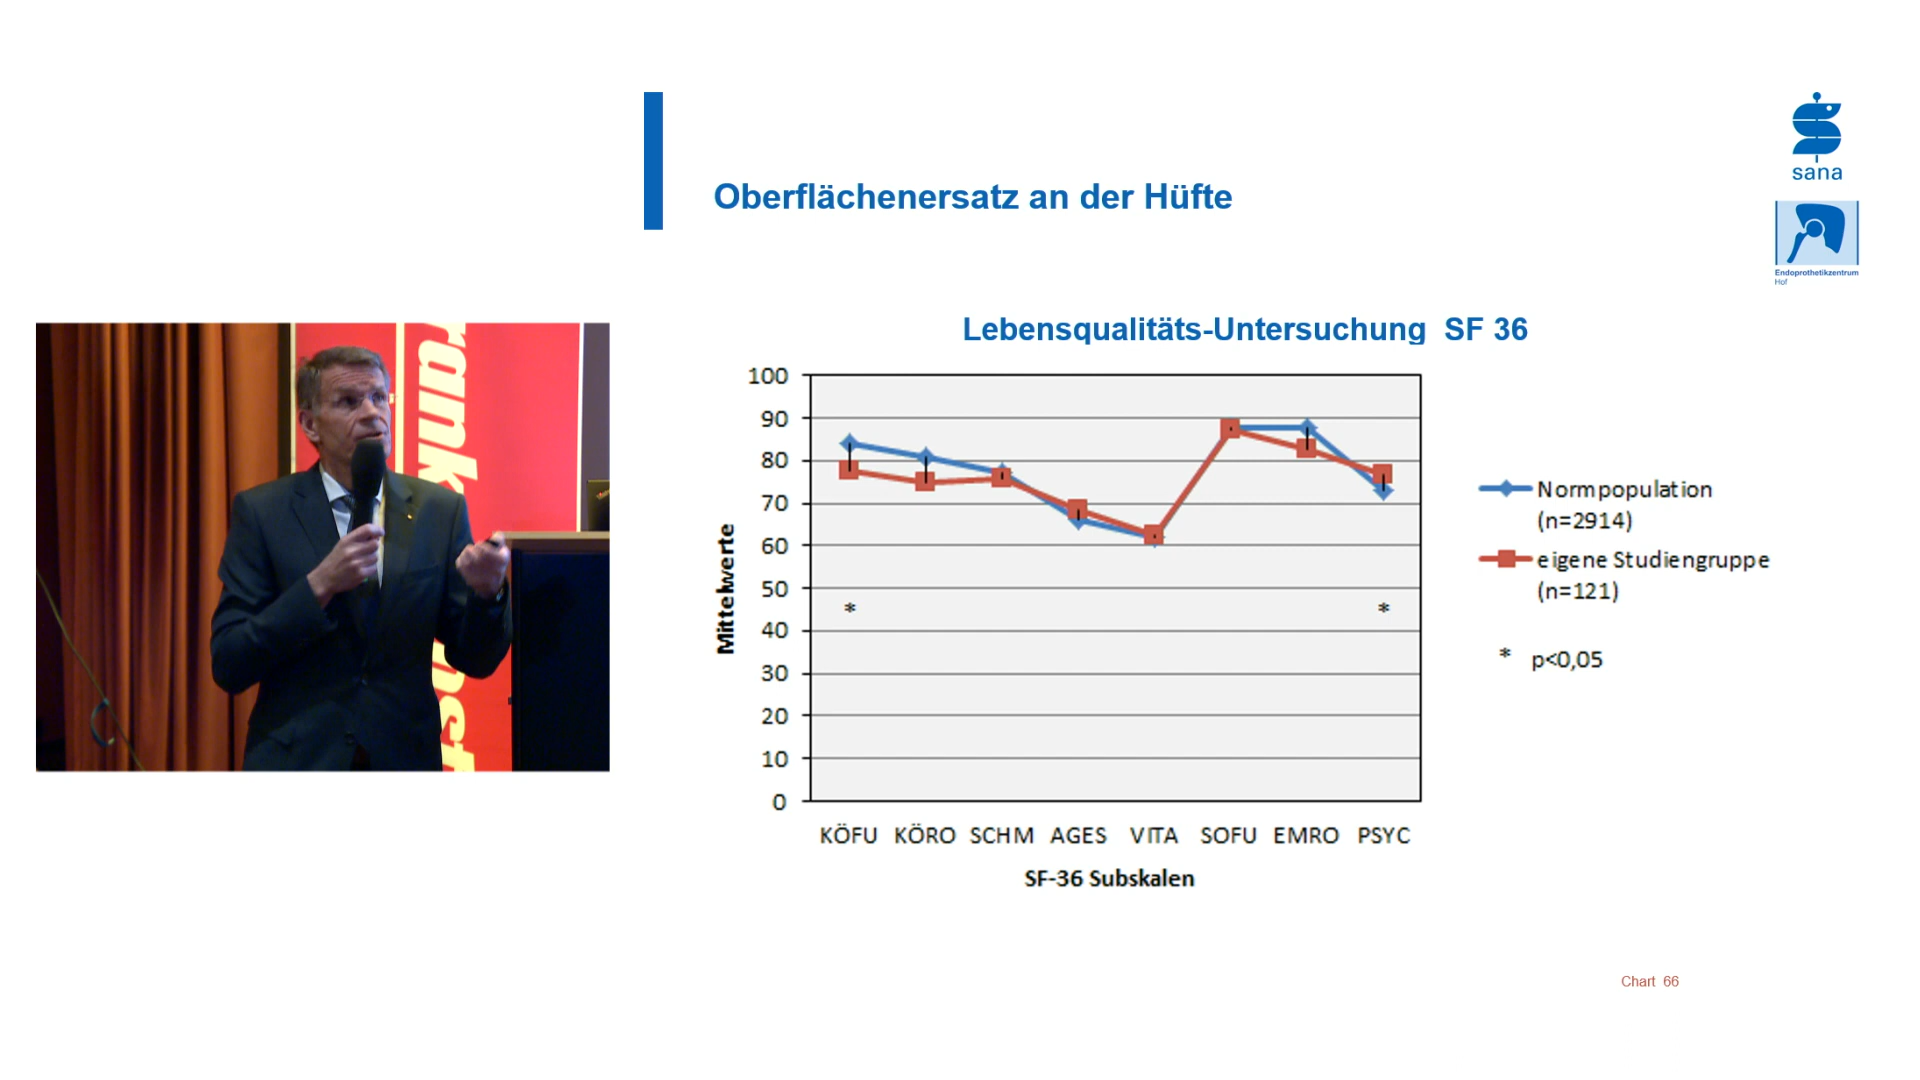 Oberflächenersatz an der Hüfte
sana
Endoprothetikzentrum
Hof
Lebensqualitäts-Untersuchung SF 36
100
90
80
70
60
50
40
30
20
10
0
Mittelwerte
* *
KÖFU KÖRO SCHM AGES VITA SOFU EMRO PSYC
SF-36 Subskalen
Normpopulation
(n=2914)
eigene Studiengruppe
(n=121)
* p<0,05
Chart 66